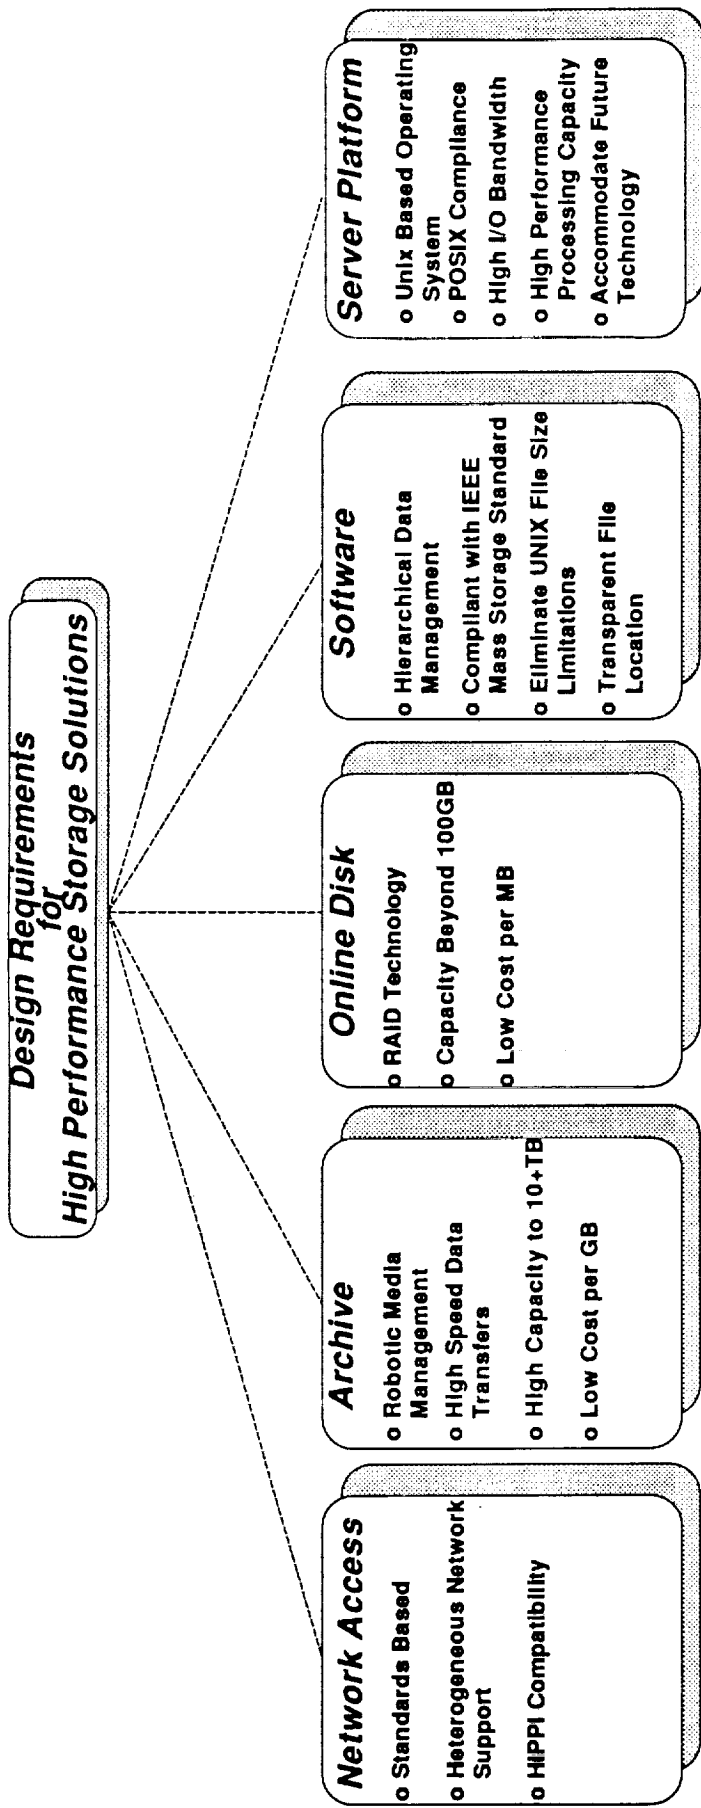 Design Requirements
for
High Performance Storage Solutions
Network Access
o Standards Based
o Heterogeneous Network
Support
o HiPPI Compatibility
Archive
o Robotic Media
Management
o High Speed Data
Transfers
o High Capacity to 10+TB
o Low Cost per GB
Online Disk
o RAID Technology
o Capacity Beyond 100GB
o Low Cost per MB
Software
o Hierarchical Data
Management
o Compliant with IEEE
Mass Storage Standard
o Eliminate UNIX File Size
Limitations
o Transparent File
Location
Server Platform
o Unix Based Operating
System
o POSIX Compliance
o High I/O Bandwidth
o High Performance
Processing Capacity
o Accommodate Future
Technology